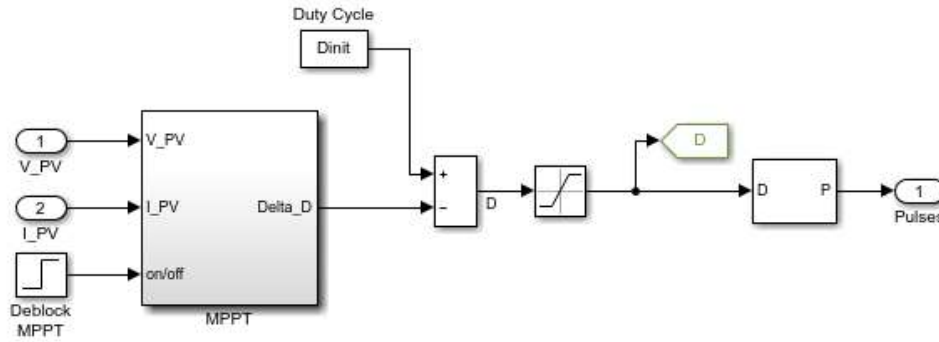 Duty Cycle
Dinit
1
V_PV
2
I_PV
Deblock
MPPT
V_PV
I_PV
on/off
Delta_D
MPPT
+
−
D
D
D
P
1
Pulses